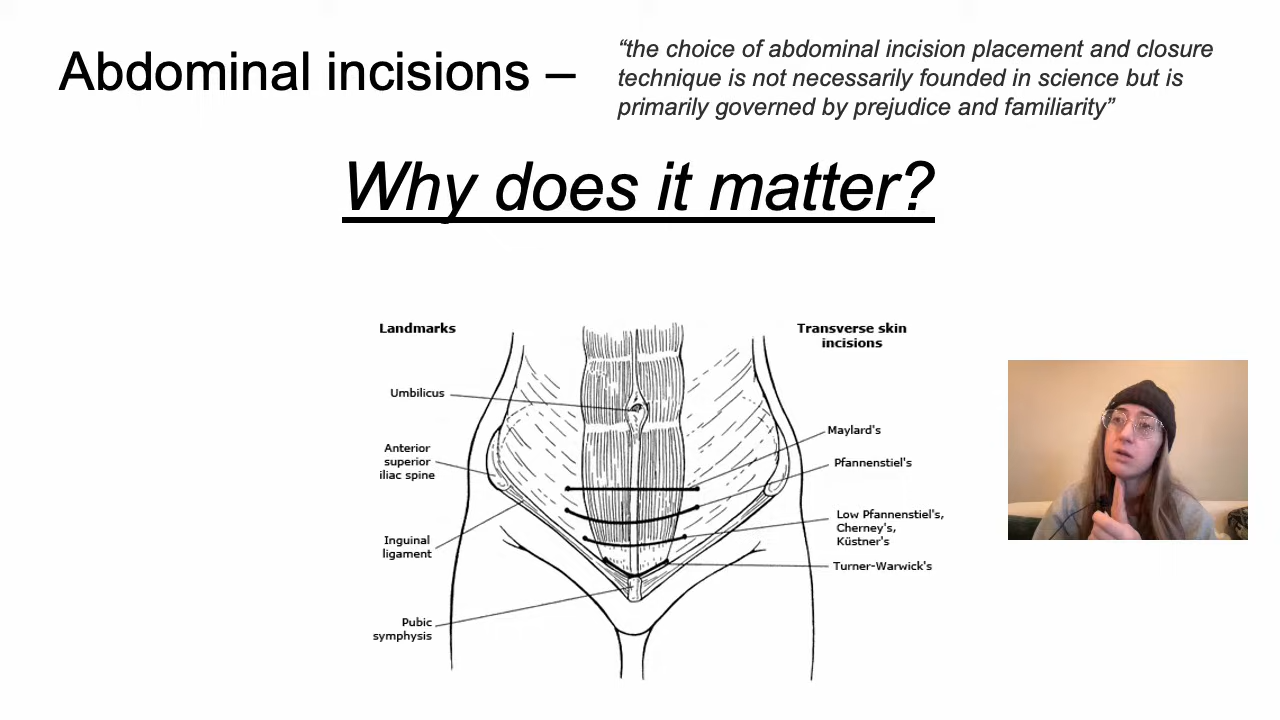 Abdominal incisions –
“the choice of abdominal incision placement and closure
technique is not necessarily founded in science but is
primarily governed by prejudice and familiarity”
Why does it matter?
Landmarks
Umbilicus
Anterior
superior
iliac spine
Inguinal
ligament
Pubic
symphysis
Transverse skin
incisions
Maylard's
Pfannenstiel's
Low Pfannenstiel's,
Cherney's,
Küstner's
Turner-Warwick's